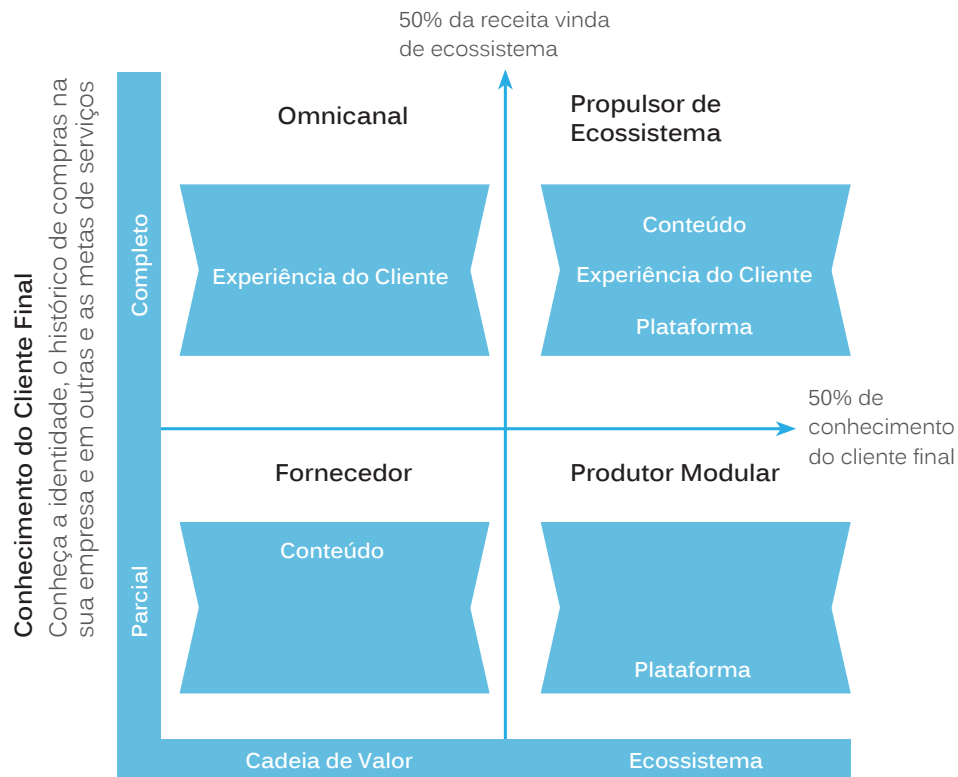 50% da receita vinda
de ecossistema
Conhecimento do Cliente Final
Conheça a identidade, o histórico de compras na
sua empresa e em outras e as metas de serviços
Completo
Parcial
Omnicanal
Experiência do Cliente
Propulsor de
Ecossistema
Conteúdo
Experiência do Cliente
Plataforma
50% de
conhecimento
do cliente final
Fornecedor
Conteúdo
Produtor Modular
Plataforma
Cadeia de Valor
Ecossistema